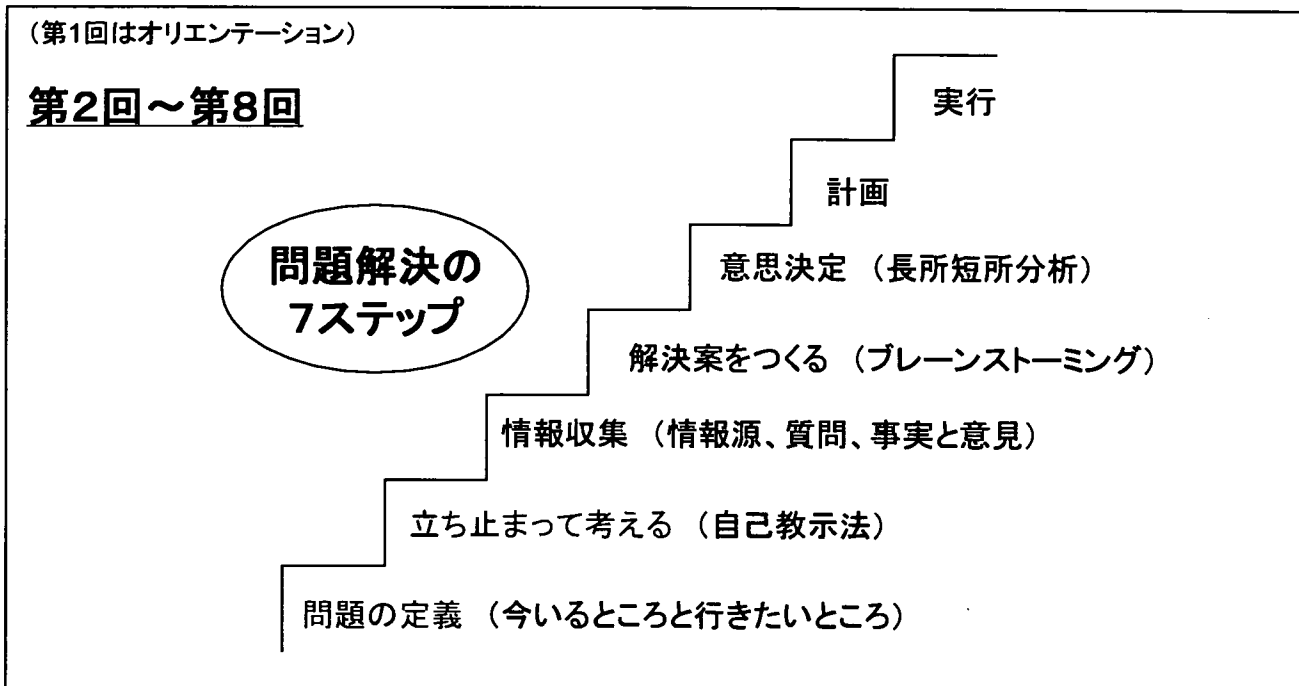 (第1回はオリエンテーション)
第2回~第8回
実行
計画
問題解決の
7ステップ
意思決定 (長所短所分析)
解決案をつくる (ブレーンストーミング)
情報収集 (情報源、質問、事実と意見)
立ち止まって考える (自己教示法)
問題の定義 (今いるところと行きたいところ)